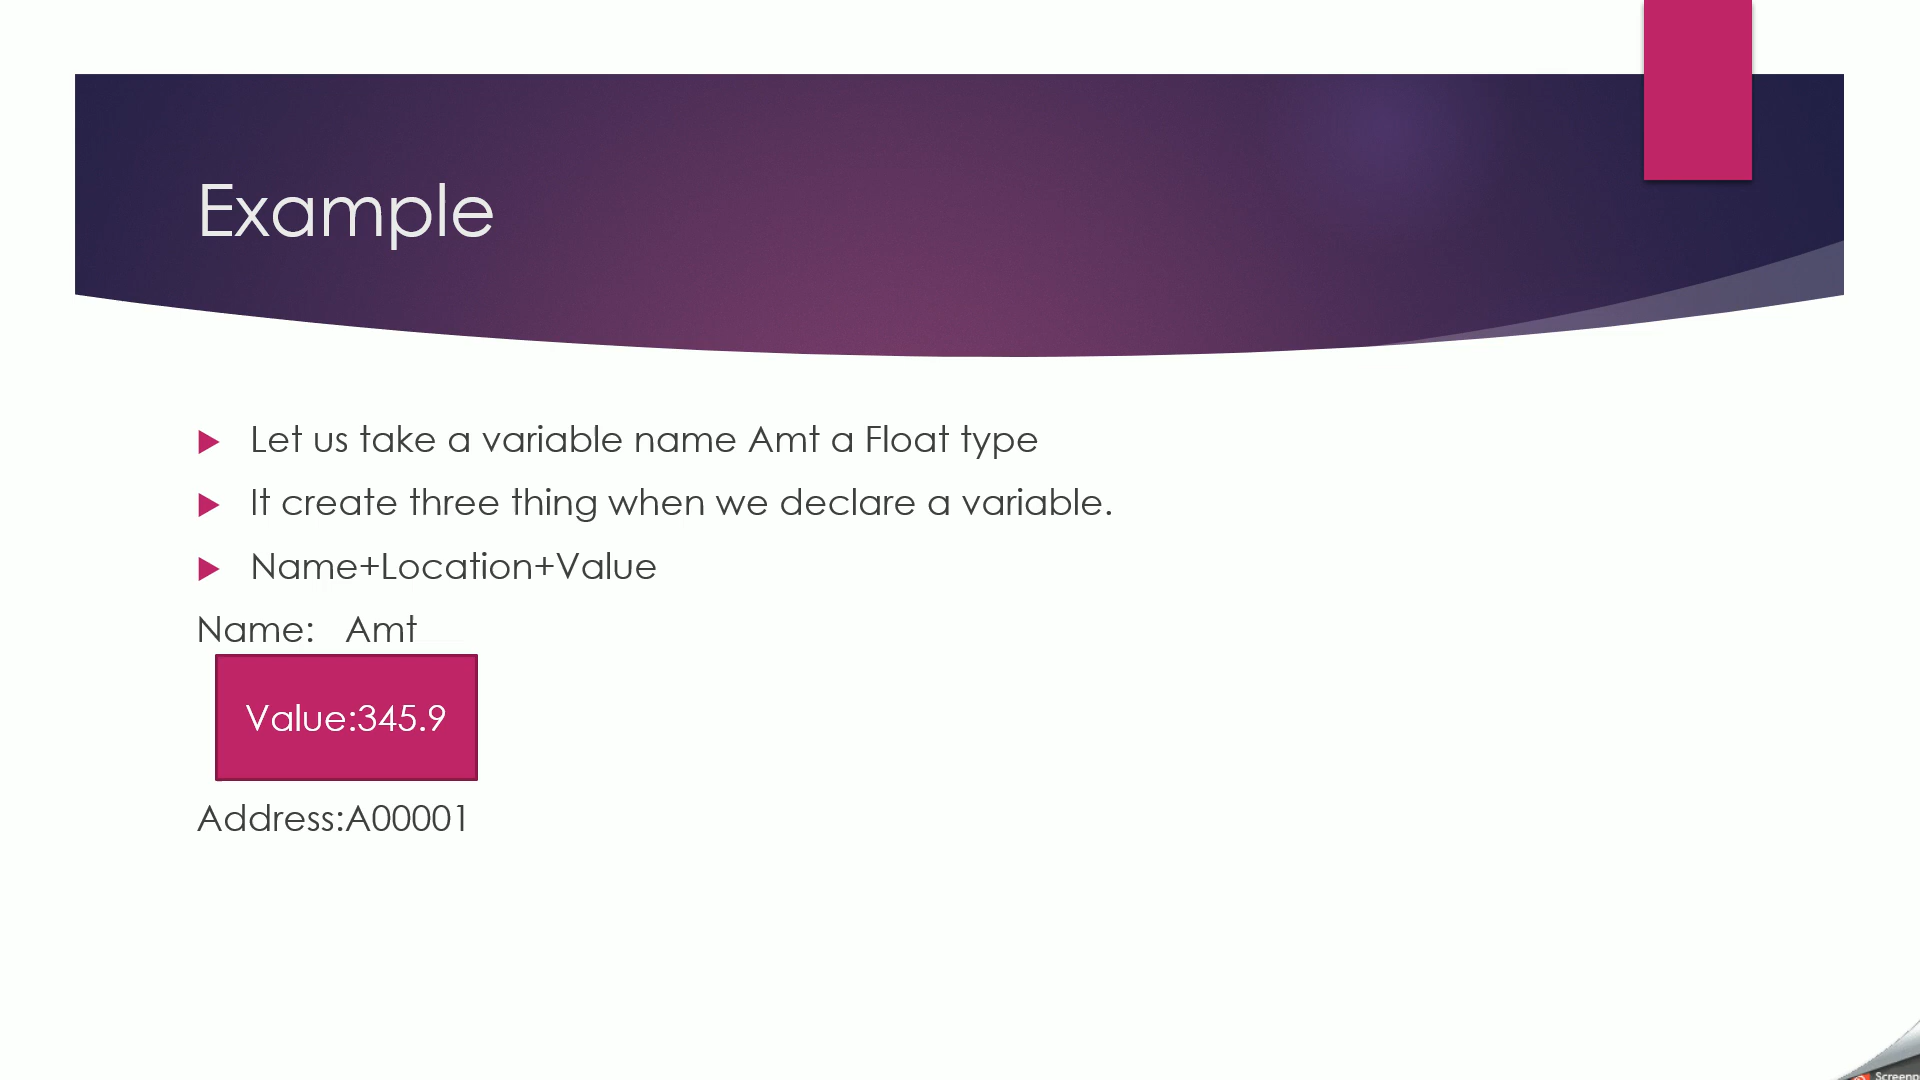 Example
Let us take a variable name Amt a Float type
It create three thing when we declare a variable.
Name+Location+Value
Name: Amt
Value:345.9
Address:A00001